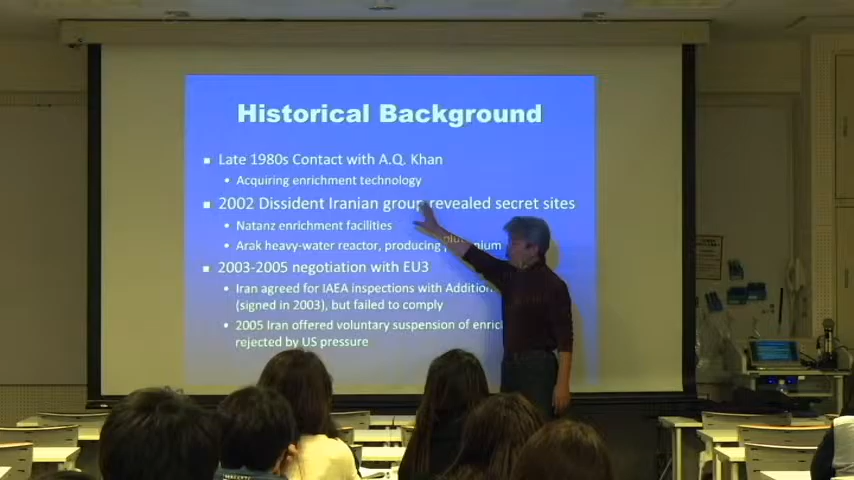 Historical Background
Late 1980s Contact with A.Q. Khan
Acquiring enrichment technology
2002 Dissident Iranian group revealed secret sites
Natanz enrichment facilities
Arak heavy-water reactor, producing plutonium
2003-2005 negotiation with EU3
Iran agreed for IAEA inspections with
(signed in 2003), but failed to comply
2005 Iran offered voluntary suspension of
rejected by US pressure